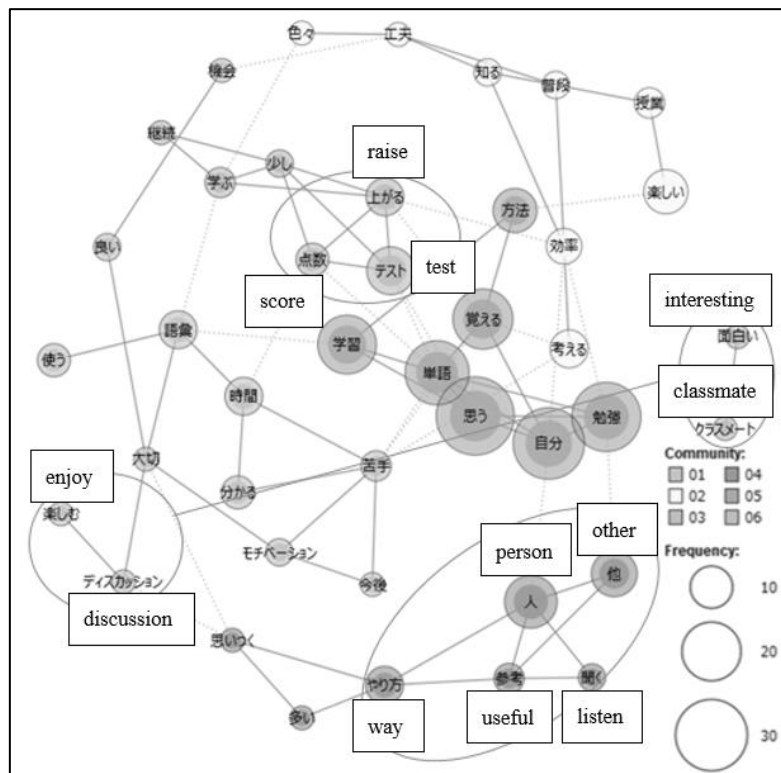 色々
工夫
機会
知る
普段
授業
継続
少し
raise
学ぶ
上がる
方法
楽しい
良い
点数
テスト
test
効率
score
interesting
面白い
語彙
学習
覚える
考える
使う
単語
classmate
時間
思う
勉強
自分
クラスメート
大切
苦手
分かる
enjoy
楽しむ
モチベーション
other
person
ディスカッション
今後
人
他
discussion
思いつく
やり方
参考
聞く
多い
way
useful
listen
Community:
01 04
02 05
03 06
Frequency:
10
20
30